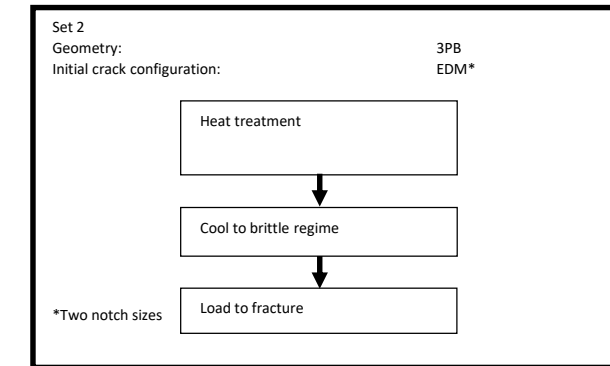 Set 2
Geometry: 3PB
Initial crack configuration: EDM*
Heat treatment
Cool to brittle regime
Load to fracture
*Two notch sizes